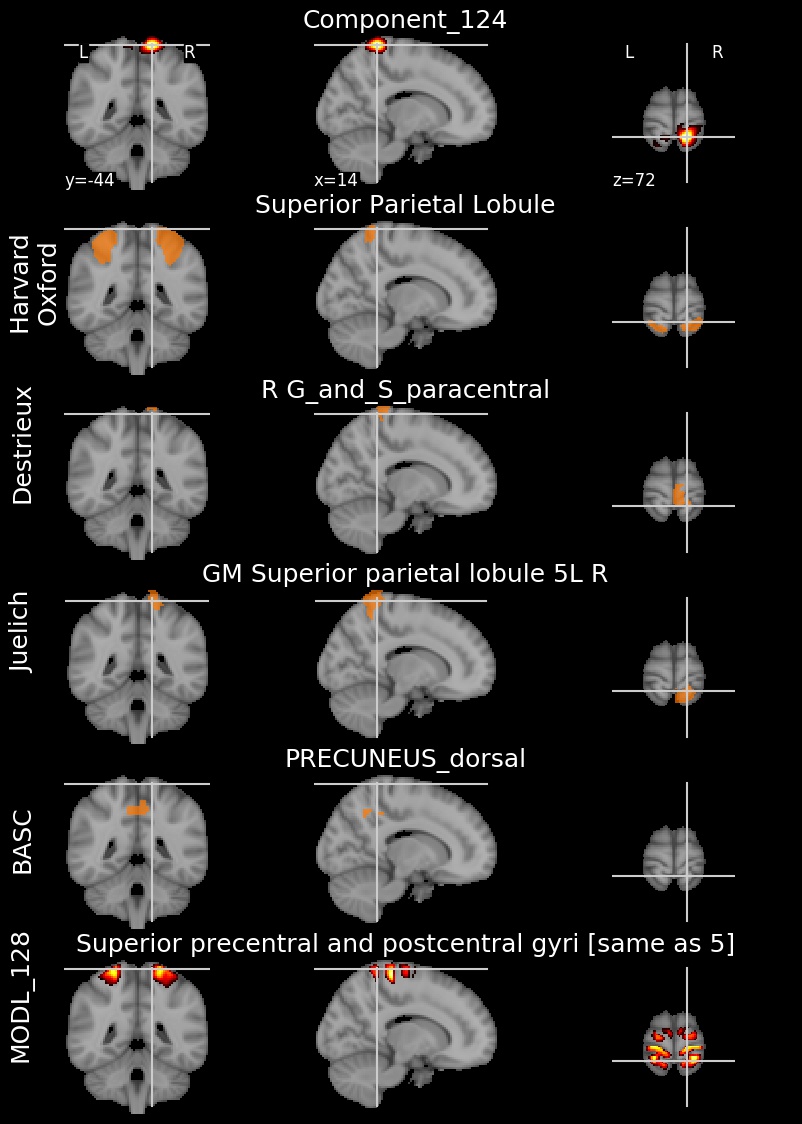 Component_124
L R
L R
y=-44
x=14
z=72
Superior Parietal Lobule
Harvard
Oxford
R G_and_S_paracentral
Destrieux
GM Superior parietal lobule 5L R
Juelich
PRECUNEUS_dorsal
BASC
Superior precentral and postcentral gyri [same as 5]
MODL_128